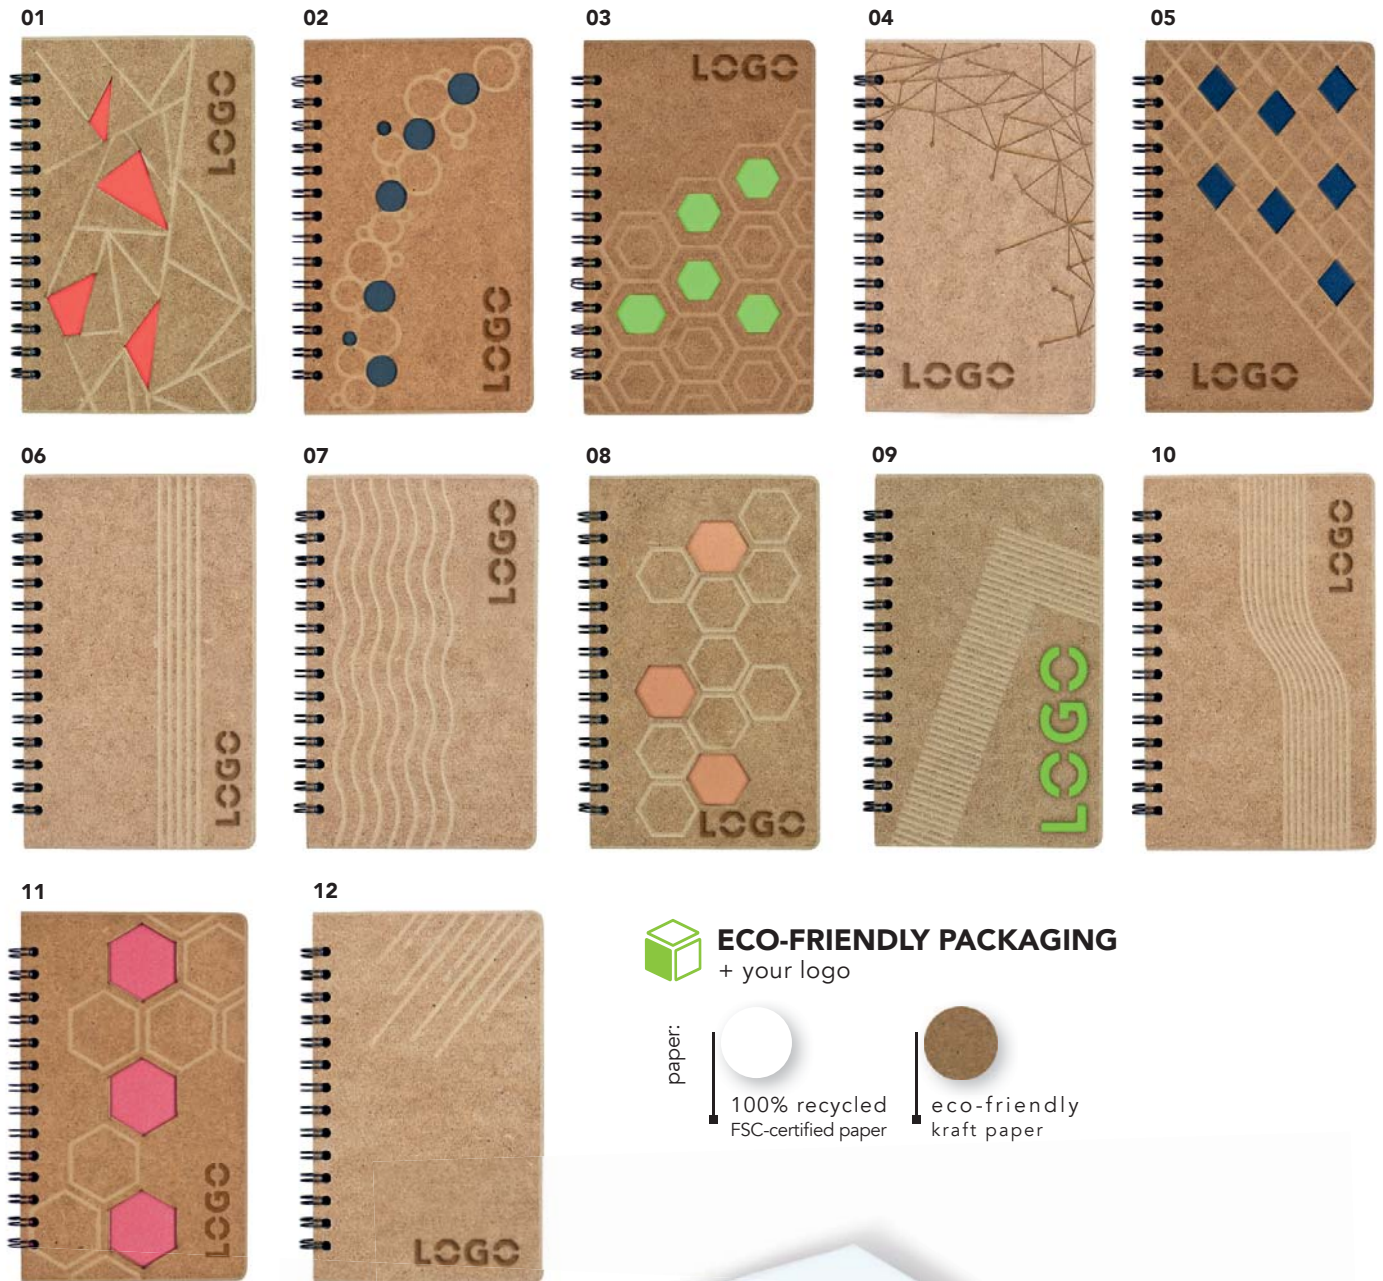 01
02
03
04
05
LOGO
LOGO
LOGO
LOGO
LOGO
06
07
08
09
10
LOGO
LOGO
LOGO
LOGO
LOGO
11
12
LOGO
LOGO
ECO-FRIENDLY PACKAGING
+ your logo
paper:
100% recycled
FSC-certified paper
eco-friendly
kraft paper